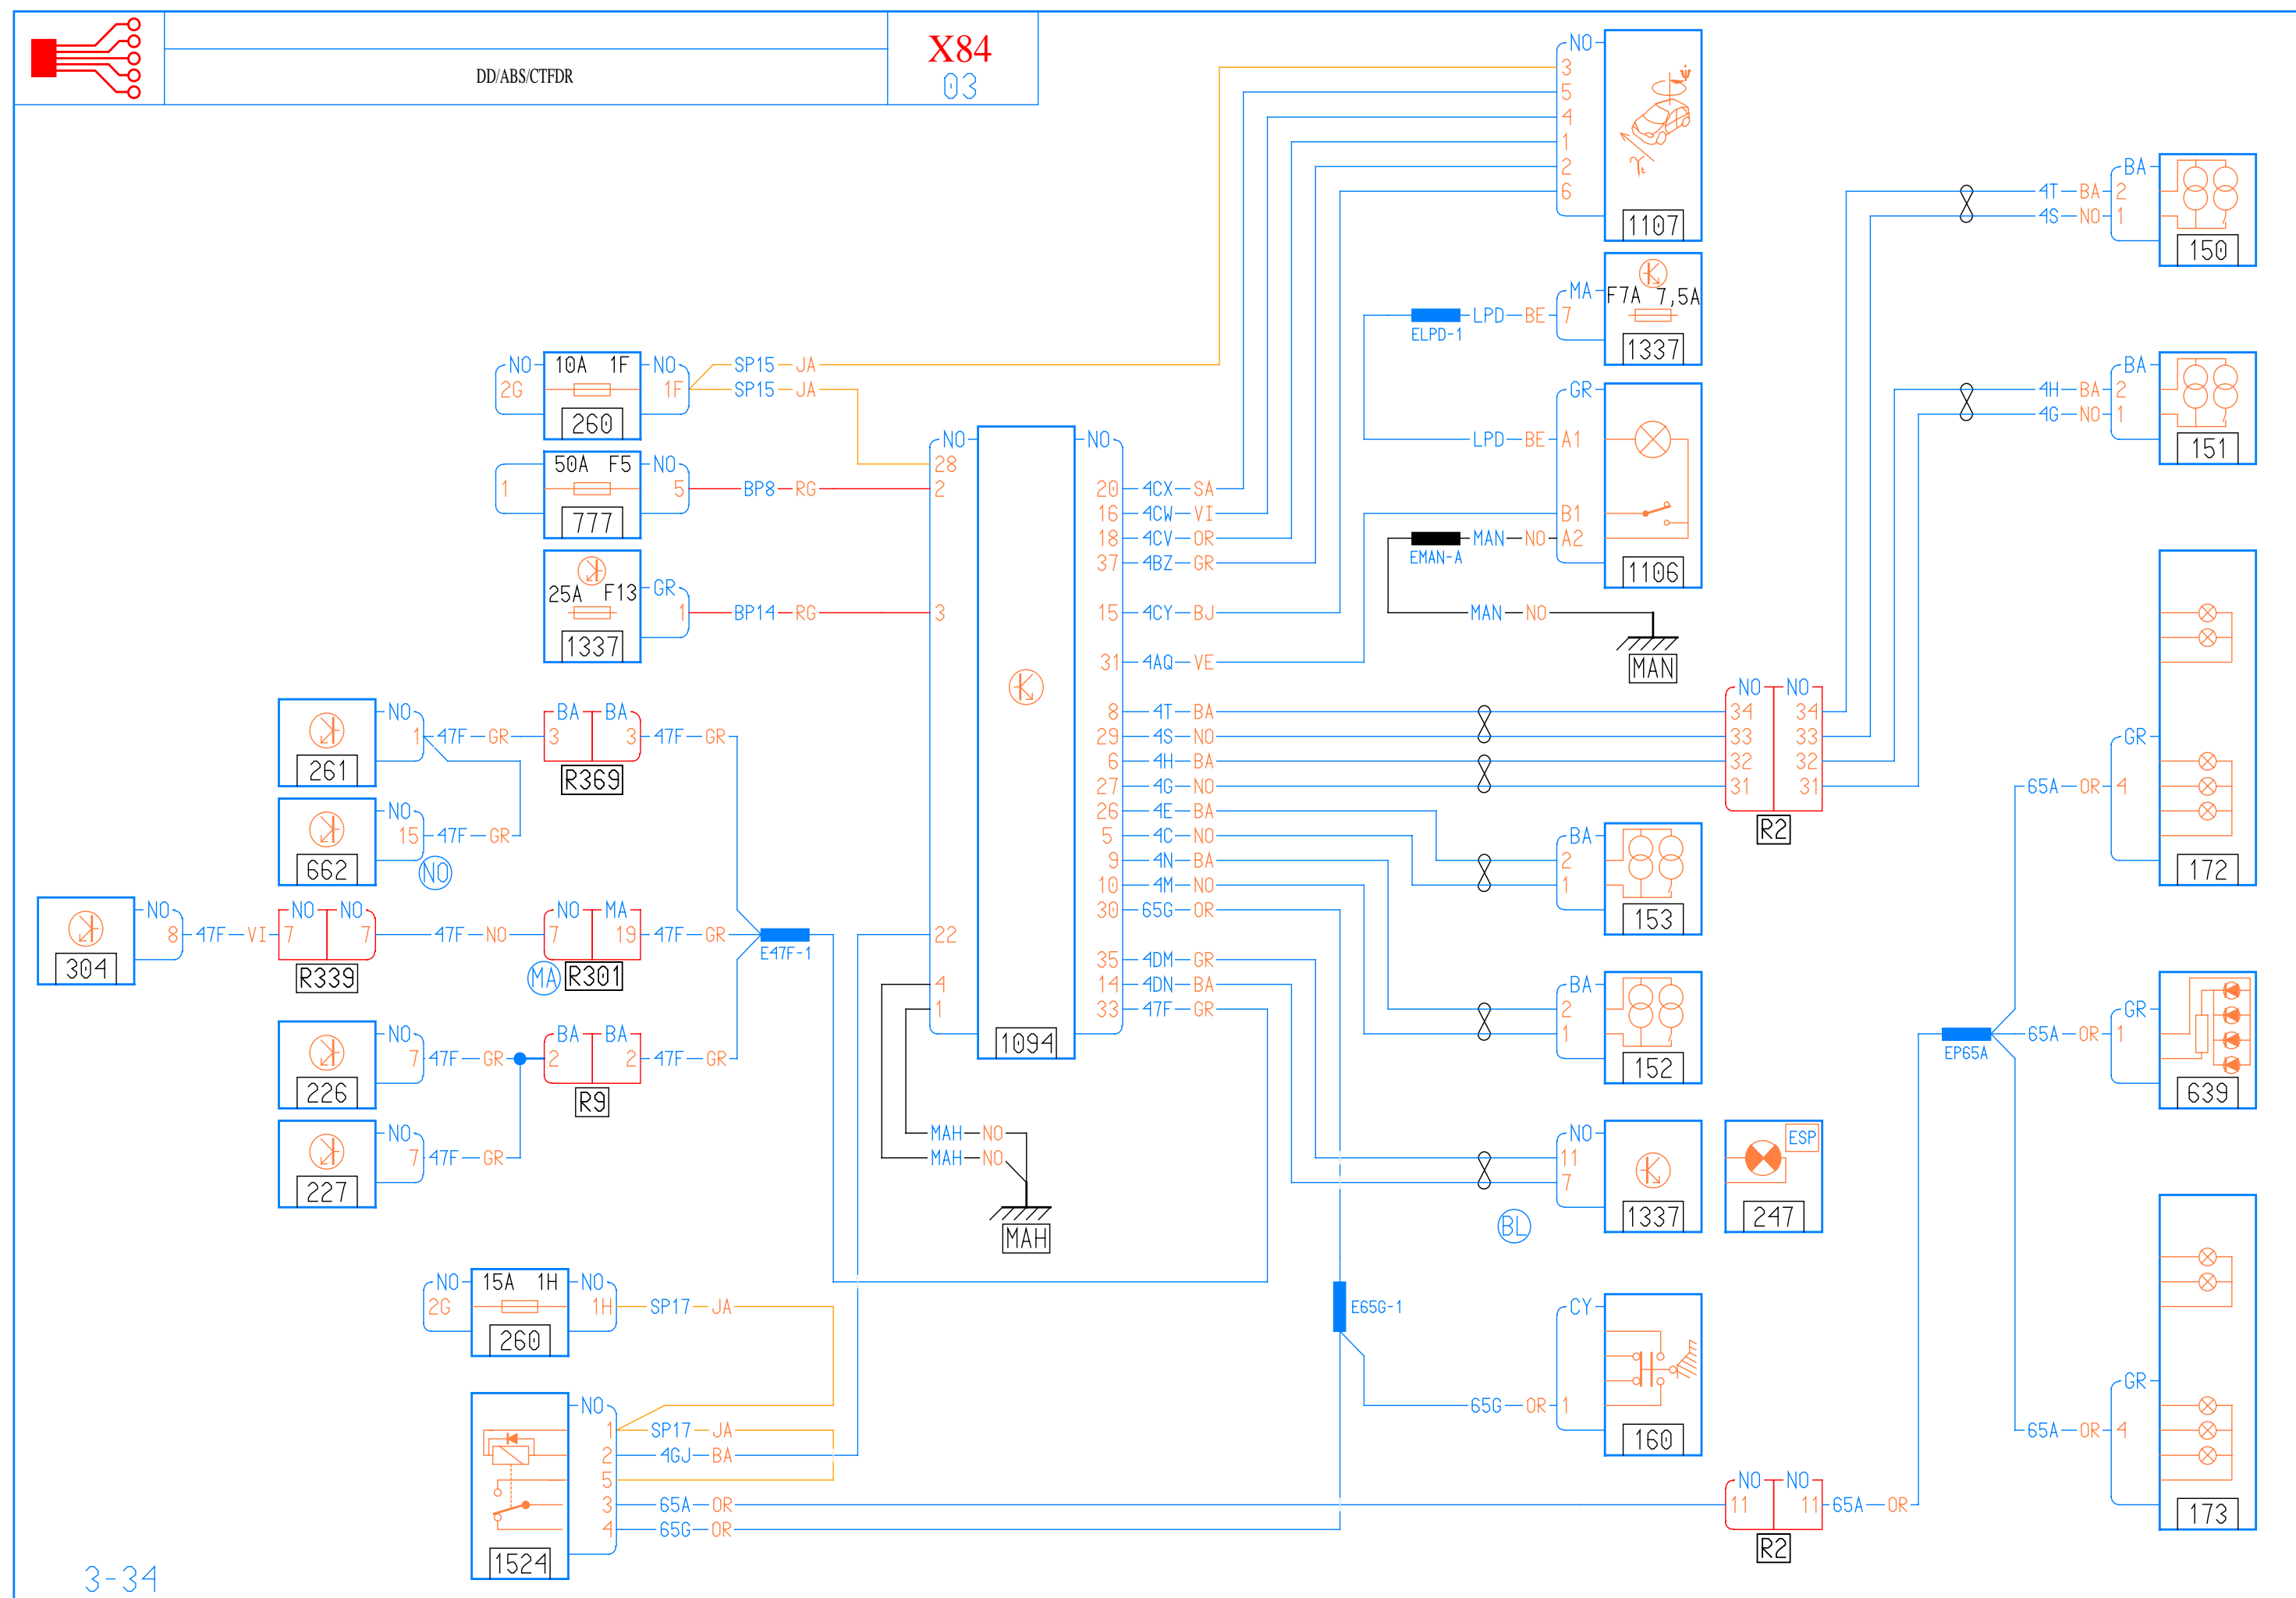 X84
DD/ABS/CTFDR
03
NO
3
5
4
1
2
6
1107
BA
4T BA 2
4S NO 1
150
MA F7A 7,5A
ELPD-1 LPD BE 7
1337
BA
4H BA 2
4G NO 1
151
NO 10A 1F NO
2G 1F
260
SP15 JA
SP15 JA
GR
LPD BE A1
B1
EMAN-A MAN NO A2
1106
MAN NO
MAN
50A F5 NO
1 5
777
BP8 RG
25A F13 GR
1
1337
BP14 RG
NO NO
28
2
3
22
4
1
1094
20 4CX SA
16 4CW VI
18 4CV OR
37 4BZ GR
15 4CY BJ
31 4AQ VE
8 4T BA
29 4S NO
6 4H BA
27 4G NO
26 4E BA
5 4C NO
9 4N BA
10 4M NO
30 65G OR
35 4DM GR
14 4DN BA
33 47F GR
NO NO
34 34
33 33
32 32
31 31
R2
NO
1 47F GR
261
BA BA
3 3 47F GR
R369
NO
15 47F GR
662
NO
NO
8 47F VI
304
NO NO
7 7 47F NO
R339
NO MA
7 19 47F GR
MA R301
E47F-1
NO
7 47F GR
226
BA BA
2 2 47F GR
R9
NO
7 47F GR
227
MAH NO
MAH NO
MAH
BA
2
1
153
BA
2
1
152
NO
11
7
1337
BL
ESP
247
GR
65A OR 4
172
EP65A
GR
65A OR 1
639
GR
65A OR 4
173
NO 15A 1H NO
2G 1H
260
SP17 JA
E65G-1
CY
65G OR 1
160
NO
1 SP17 JA
2 4GJ BA
5
3 65A OR
4 65G OR
1524
NO NO
11 11 65A OR
R2
3-34